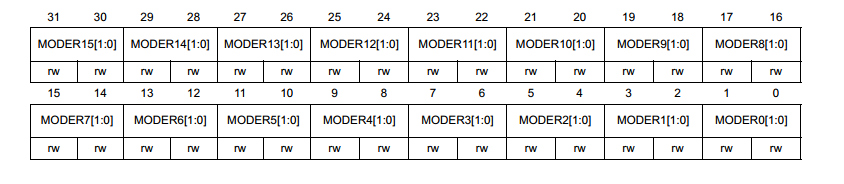 31 30 29 28 27 26 25 24 23 22 21 20 19 18 17 16
MODER15[1:0] MODER14[1:0] MODER13[1:0] MODER12[1:0] MODER11[1:0] MODER10[1:0] MODER9[1:0] MODER8[1:0]
rw rw rw rw rw rw rw rw rw rw rw rw rw rw rw rw
15 14 13 12 11 10 9 8 7 6 5 4 3 2 1 0
MODER7[1:0] MODER6[1:0] MODER5[1:0] MODER4[1:0] MODER3[1:0] MODER2[1:0] MODER1[1:0] MODER0[1:0]
rw rw rw rw rw rw rw rw rw rw rw rw rw rw rw rw